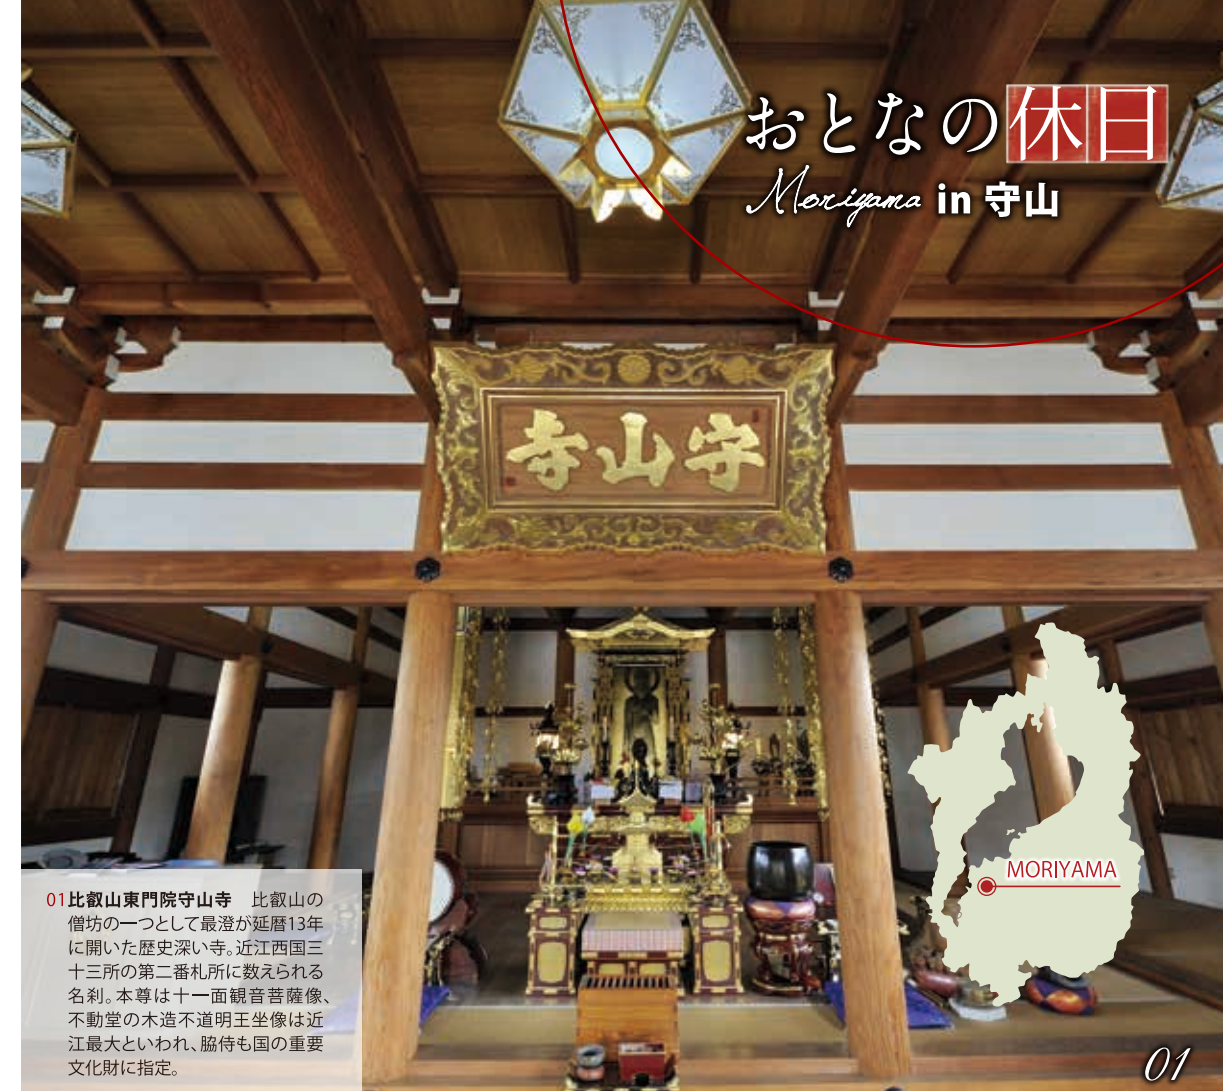 おとなの休日
Moriyama in 守山
寺山守
MORIYAMA
01比叡山東門院守山寺　比叡山の
僧坊の一つとして最澄が延暦13年
に開いた歴史深い寺。近江西国三
十三所の第二番札所に数えられる
名刹。本尊は十一面観音菩薩像、
不動堂の木造不道明王坐像は近
江最大といわれ、脇侍も国の重要
文化財に指定。
01